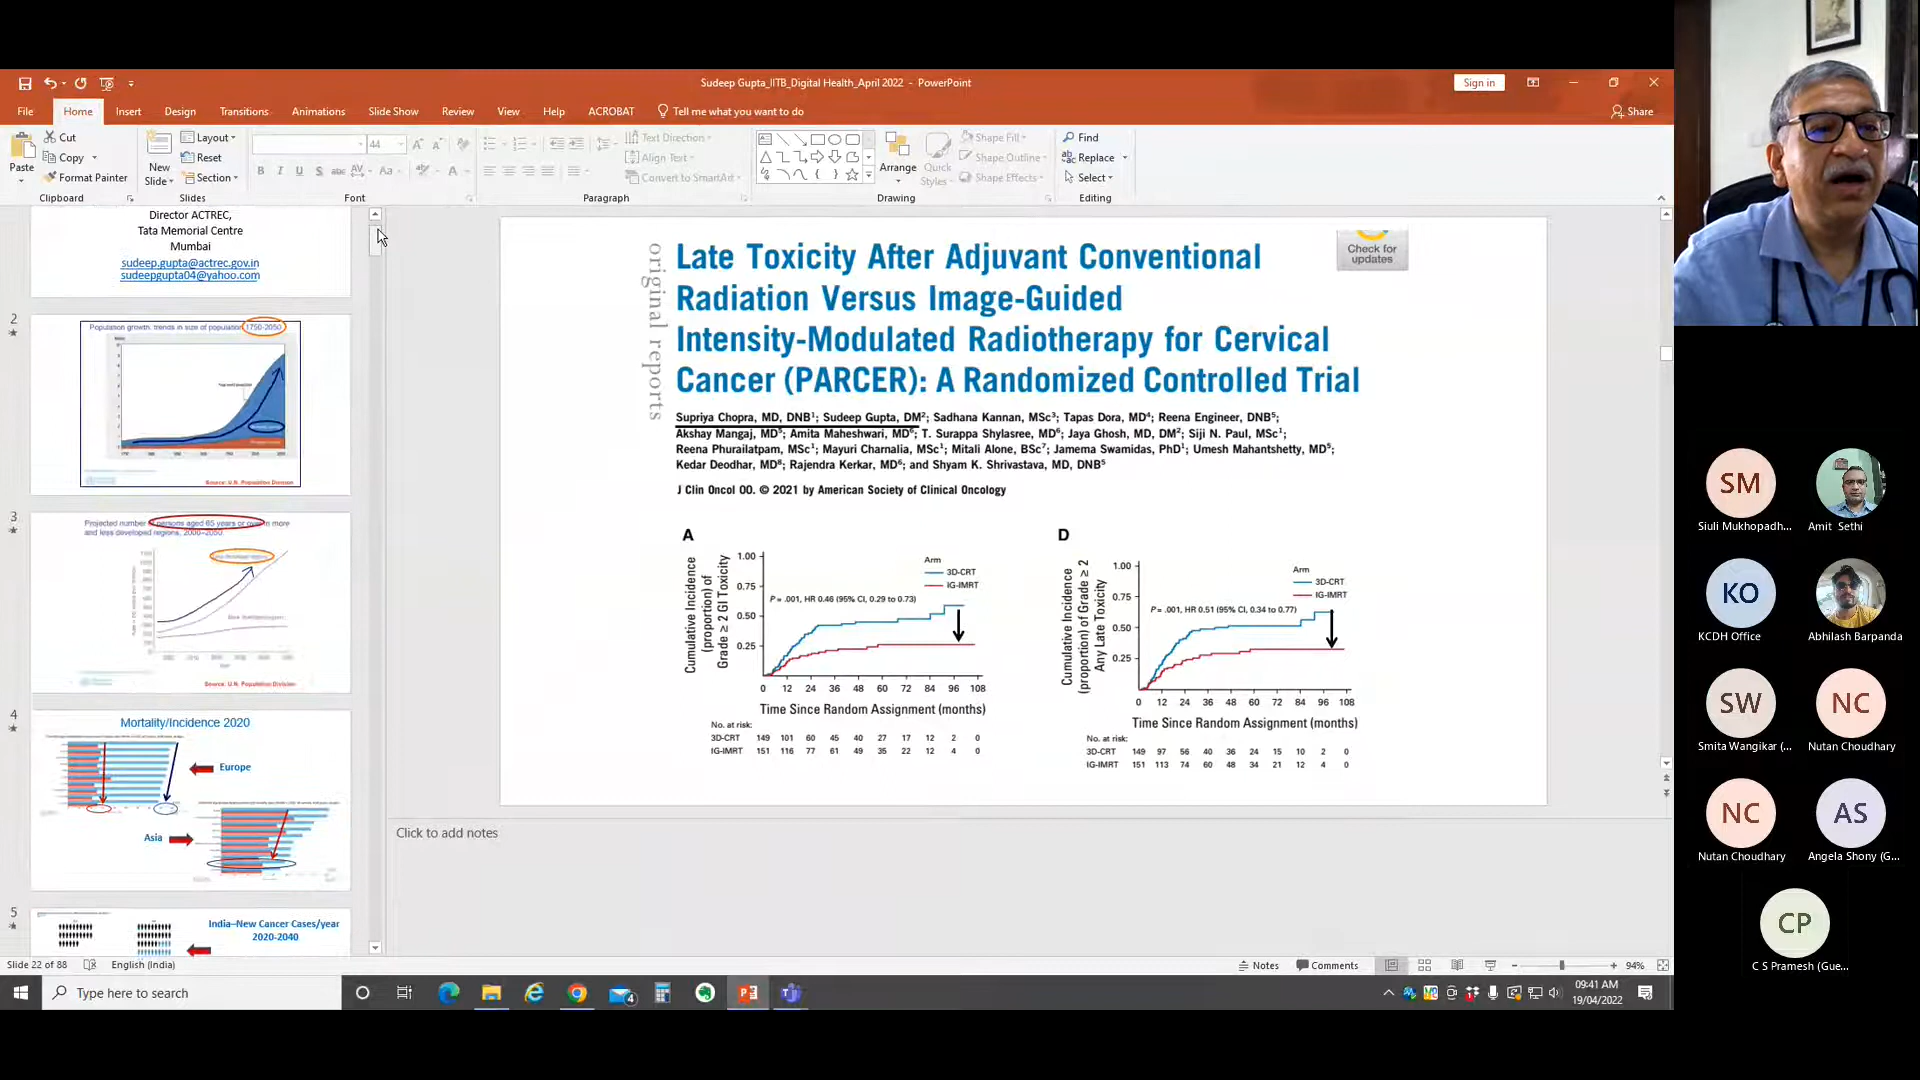 Sudeep Gupta_IITB_Digital Health_April 2022 - PowerPoint
Sign in
File Home Insert Design Transitions Animations Slide Show Review View Help ACROBAT Tell me what you want to do
Share
Paste
Cut
Copy
Format Painter
Clipboard
New Slide
Layout
Reset
Section
Slides
44
Font
Paragraph
Text Direction
Align Text
Convert to SmartArt
Arrange
Quick Styles
Shape Fill
Shape Outline
Shape Effects
Drawing
Find
Replace
Select
Editing
Director ACTREC,
Tata Memorial Centre
Mumbai
sudeep.gupta@actrec.gov.in
sudeepgupta04@yahoo.com
2
Population growth, trends in size of population 1750-2050
Source: U.N. Population Division
3
Projected number of persons aged 65 years or over in more
and less developed regions, 2000-2050
Source: U.N. Population Division
4
Mortality/Incidence 2020
Europe
Asia
5
India–New Cancer Cases/year
2020-2040
original reports
Check for
updates
Late Toxicity After Adjuvant Conventional
Radiation Versus Image-Guided
Intensity-Modulated Radiotherapy for Cervical
Cancer (PARCER): A Randomized Controlled Trial
Supriya Chopra, MD, DNB1; Sudeep Gupta, DM2; Sadhana Kannan, MSc3; Tapas Dora, MD4; Reena Engineer, DNB5;
Akshay Mangaj, MD5; Amita Maheshwari, MD6; T. Surappa Shylasree, MD6; Jaya Ghosh, MD, DM2; Siji N. Paul, MSc1;
Reena Phurailatpam, MSc1; Mayuri Charnalia, MSc1; Mitali Alone, BSc7; Jamema Swamidas, PhD1; Umesh Mahantshetty, MD5;
Kedar Deodhar, MD8; Rajendra Kerkar, MD6; and Shyam K. Shrivastava, MD, DNB5
J Clin Oncol 00. © 2021 by American Society of Clinical Oncology
A
Cumulative Incidence
(proportion) of
Grade ≥ 2 GI Toxicity
1.00
0.75
0.50
0.25
Arm
3D-CRT
IG-IMRT
P = .001, HR 0.46 (95% CI, 0.29 to 0.73)
0 12 24 36 48 60 72 84 96 108
Time Since Random Assignment (months)
No. at risk:
3D-CRT 149 101 60 45 40 27 17 12 2 0
IG-IMRT 151 116 77 61 49 35 22 12 4 0
D
Cumulative Incidence
(proportion) of Grade ≥ 2
Any Late Toxicity
1.00
0.75
0.50
0.25
Arm
3D-CRT
IG-IMRT
P = .001, HR 0.51 (95% CI, 0.34 to 0.77)
0 12 24 36 48 60 72 84 96 108
Time Since Random Assignment (months)
No. at risk:
3D-CRT 149 97 56 40 36 24 15 10 2 0
IG-IMRT 151 113 74 60 48 34 21 12 4 0
Click to add notes
Slide 22 of 88
English (India)
Notes
Comments
94%
Type here to search
4
09:41 AM
19/04/2022
SM
Siuli Mukhopadh...
Amit Sethi
KO
KCDH Office
Abhilash Barpanda
SW
Smita Wangikar (...
NC
Nutan Choudhary
NC
Nutan Choudhary
AS
Angela Shony (G...
CP
C S Pramesh (Gue...